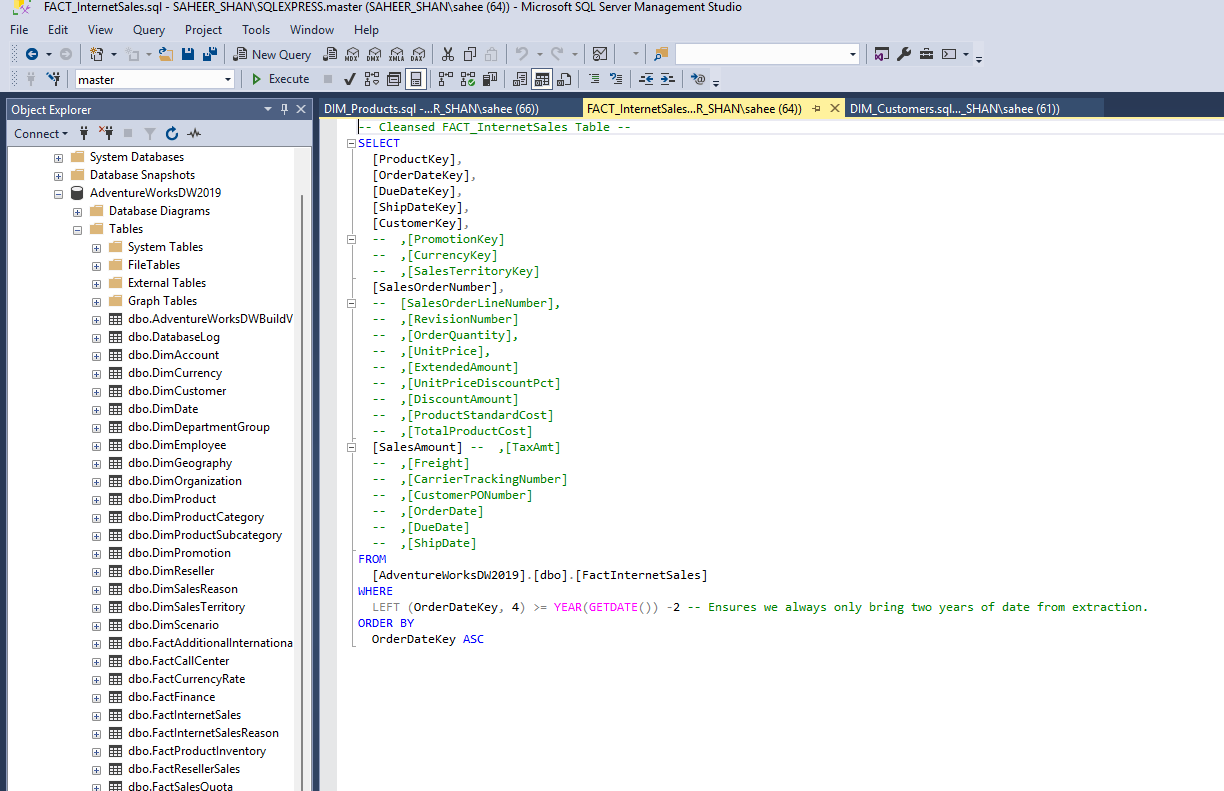 FACT_InternetSales.sql - SAHEER_SHAN\SQLEXPRESS.master (SAHEER_SHAN\sahee (64)) - Microsoft SQL Server Management Studio
File Edit View Query Project Tools Window Help
New Query MDX DMX XMLA DAX
master Execute
Object Explorer
Connect
System Databases
Database Snapshots
AdventureWorksDW2019
Database Diagrams
Tables
System Tables
FileTables
External Tables
Graph Tables
dbo.AdventureWorksDWBuildV
dbo.DatabaseLog
dbo.DimAccount
dbo.DimCurrency
dbo.DimCustomer
dbo.DimDate
dbo.DimDepartmentGroup
dbo.DimEmployee
dbo.DimGeography
dbo.DimOrganization
dbo.DimProduct
dbo.DimProductCategory
dbo.DimProductSubcategory
dbo.DimPromotion
dbo.DimReseller
dbo.DimSalesReason
dbo.DimSalesTerritory
dbo.DimScenario
dbo.FactAdditionalInternationa
dbo.FactCallCenter
dbo.FactCurrencyRate
dbo.FactFinance
dbo.FactInternetSales
dbo.FactInternetSalesReason
dbo.FactProductInventory
dbo.FactResellerSales
dbo.FactSalesQuota
DIM_Products.sql -...R_SHAN\sahee (66)) FACT_InternetSales...R_SHAN\sahee (64)) DIM_Customers.sql..._SHAN\sahee (61))
-- Cleansed FACT_InternetSales Table --
SELECT
[ProductKey],
[OrderDateKey],
[DueDateKey],
[ShipDateKey],
[CustomerKey],
-- ,[PromotionKey]
-- ,[CurrencyKey]
-- ,[SalesTerritoryKey]
[SalesOrderNumber],
-- [SalesOrderLineNumber],
-- ,[RevisionNumber]
-- ,[OrderQuantity],
-- ,[UnitPrice],
-- ,[ExtendedAmount]
-- ,[UnitPriceDiscountPct]
-- ,[DiscountAmount]
-- ,[ProductStandardCost]
-- ,[TotalProductCost]
[SalesAmount] -- ,[TaxAmt]
-- ,[Freight]
-- ,[CarrierTrackingNumber]
-- ,[CustomerPONumber]
-- ,[OrderDate]
-- ,[DueDate]
-- ,[ShipDate]
FROM
[AdventureWorksDW2019].[dbo].[FactInternetSales]
WHERE
LEFT (OrderDateKey, 4) >= YEAR(GETDATE()) -2 -- Ensures we always only bring two years of date from extraction.
ORDER BY
OrderDateKey ASC